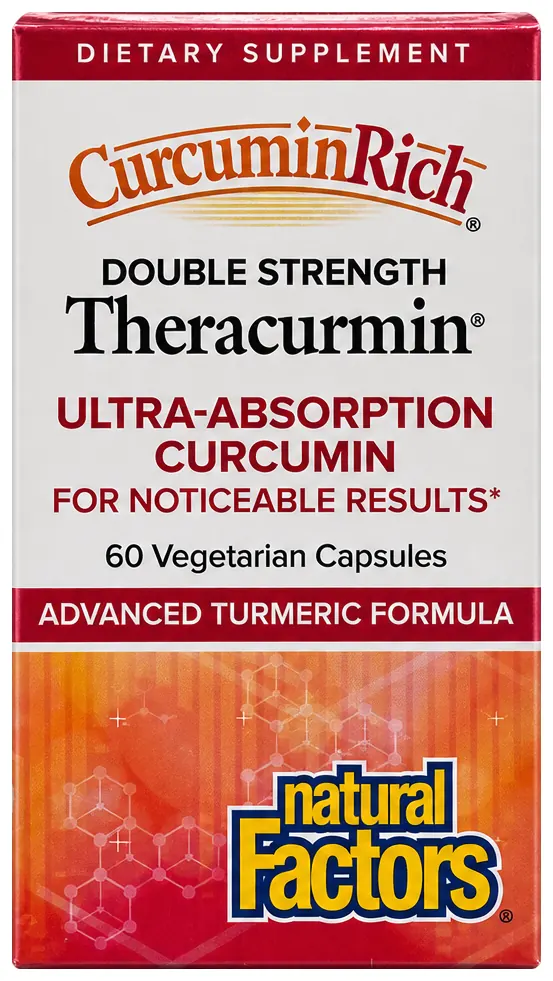 DIETARY SUPPLEMENT
CurcuminRich®
DOUBLE STRENGTH
Theracurmin®
ULTRA-ABSORPTION
CURCUMIN
FOR NOTICEABLE RESULTS*
60 Vegetarian Capsules
ADVANCED TURMERIC FORMULA
natural
Factors®